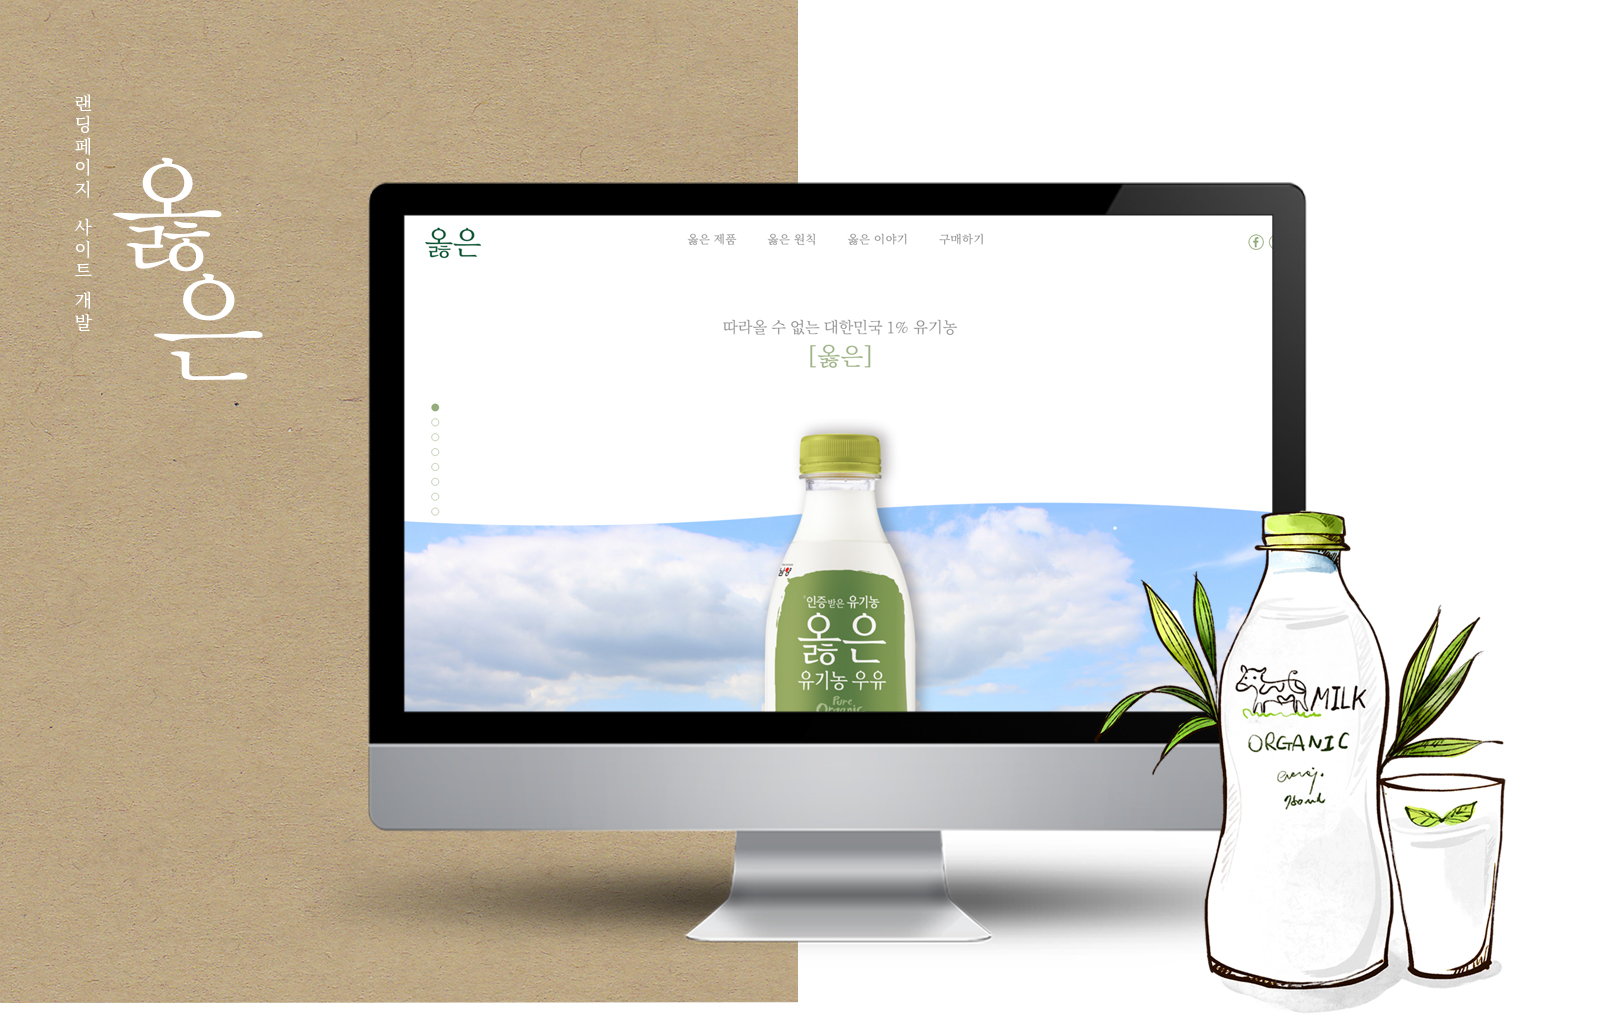 랜딩페이지 사이트 개발
옳은
옳은
옳은 제품 옳은 원칙 옳은 이야기 구매하기
따라올 수 없는 대한민국 1% 유기농
[옳은]
인증받은 유기농
옳은
유기농 우유
Pure
Organic
MILK
ORGANIC